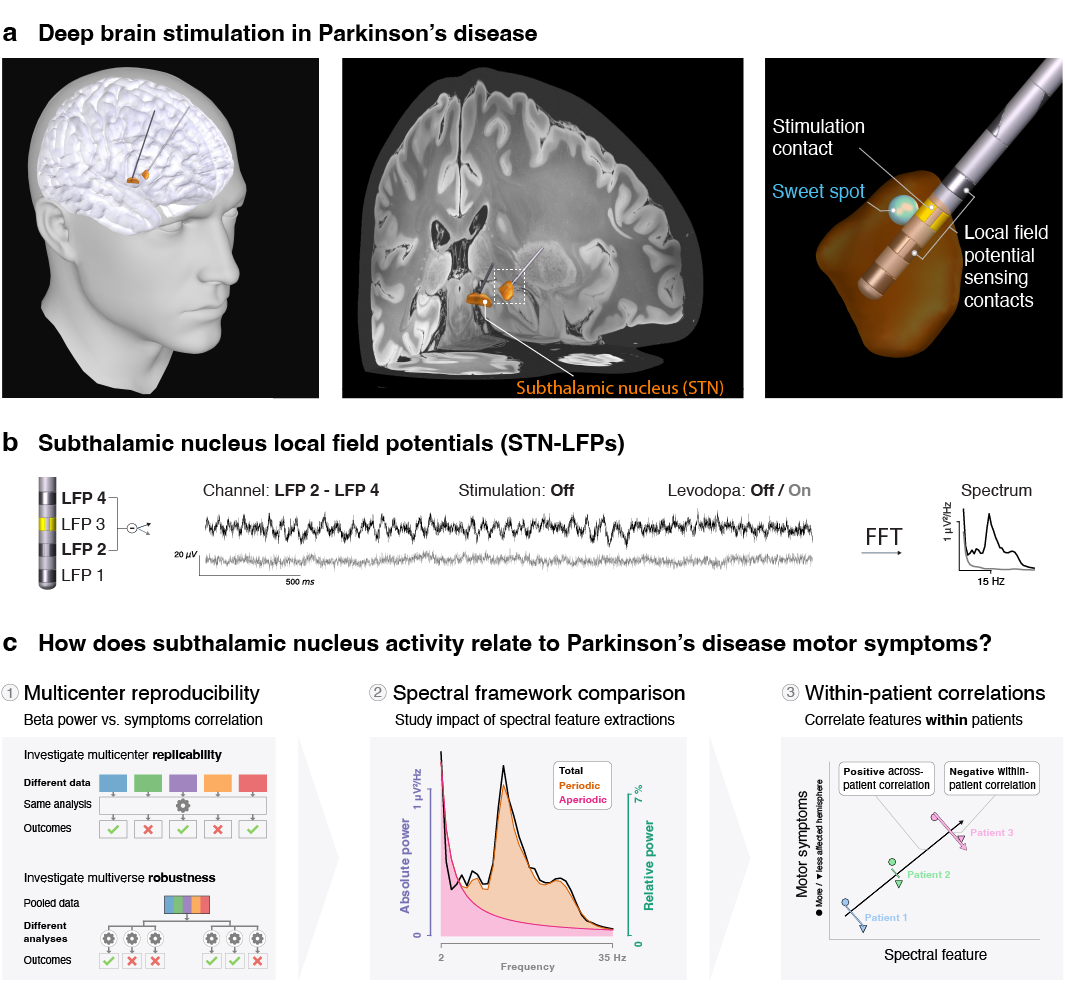 a Deep brain stimulation in Parkinson's disease
Stimulation
contact
Sweet spot
Local field
potential
sensing
contacts
Subthalamic nucleus (STN)
b Subthalamic nucleus local field potentials (STN-LFPs)
LFP 4
LFP 3
LFP 2
LFP 1
Channel: LFP 2 - LFP 4
Stimulation: Off
Levodopa: Off / On
20 µV
500 ms
FFT
Spectrum
1 µV²/Hz
15 Hz
c How does subthalamic nucleus activity relate to Parkinson's disease motor symptoms?
1 Multicenter reproducibility
Beta power vs. symptoms correlation
Investigate multicenter replicability
Different data
Same analysis
Outcomes
Investigate multiverse robustness
Pooled data
Different
analyses
Outcomes
2 Spectral framework comparison
Study impact of spectral feature extractions
Total
Periodic
Aperiodic
Absolute power
0
1 µV²/Hz
Relative power
0
7 %
2
35 Hz
Frequency
3 Within-patient correlations
Correlate features within patients
Positive across-
patient correlation
Negative within-
patient correlation
Motor symptoms
● More / ▼ less affected hemisphere
Patient 3
Patient 2
Patient 1
Spectral feature